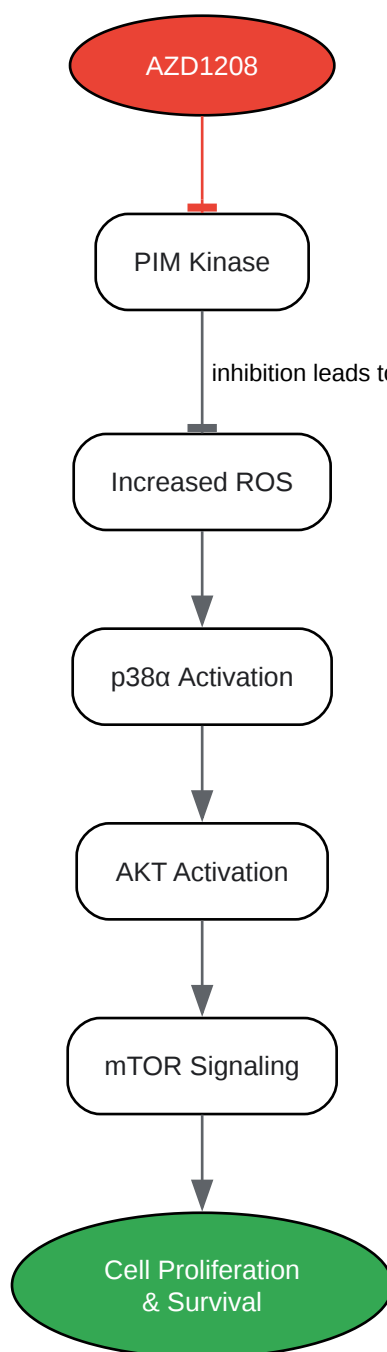 AZD1208
PIM Kinase
inhibition leads
Increased ROS
p38α Activation
AKT Activation
mTOR Signaling
Cell Proliferation
& Survival